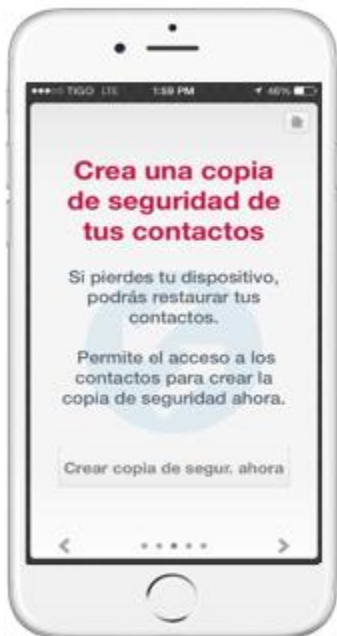 TIGO LTE 1:59 PM 46%
Crea una copia
de seguridad de
tus contactos
Si pierdes tu dispositivo,
podrás restaurar tus
contactos.
Permite el acceso a los
contactos para crear la
copia de seguridad ahora.
Crear copia de segur. ahora